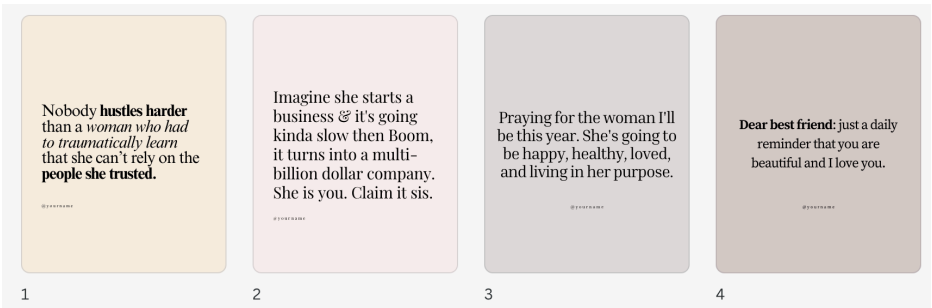 Nobody hustles harder
than a woman who had
to traumatically learn
that she can't rely on the
people she trusted.
@yourname
1
Imagine she starts a
business & it's going
kinda slow then Boom,
it turns into a multi-
billion dollar company.
She is you. Claim it sis.
@yourname
2
Praying for the woman I'll
be this year. She's going to
be happy, healthy, loved,
and living in her purpose.
@yourname
3
Dear best friend: just a daily
reminder that you are
beautiful and I love you.
@yourname
4